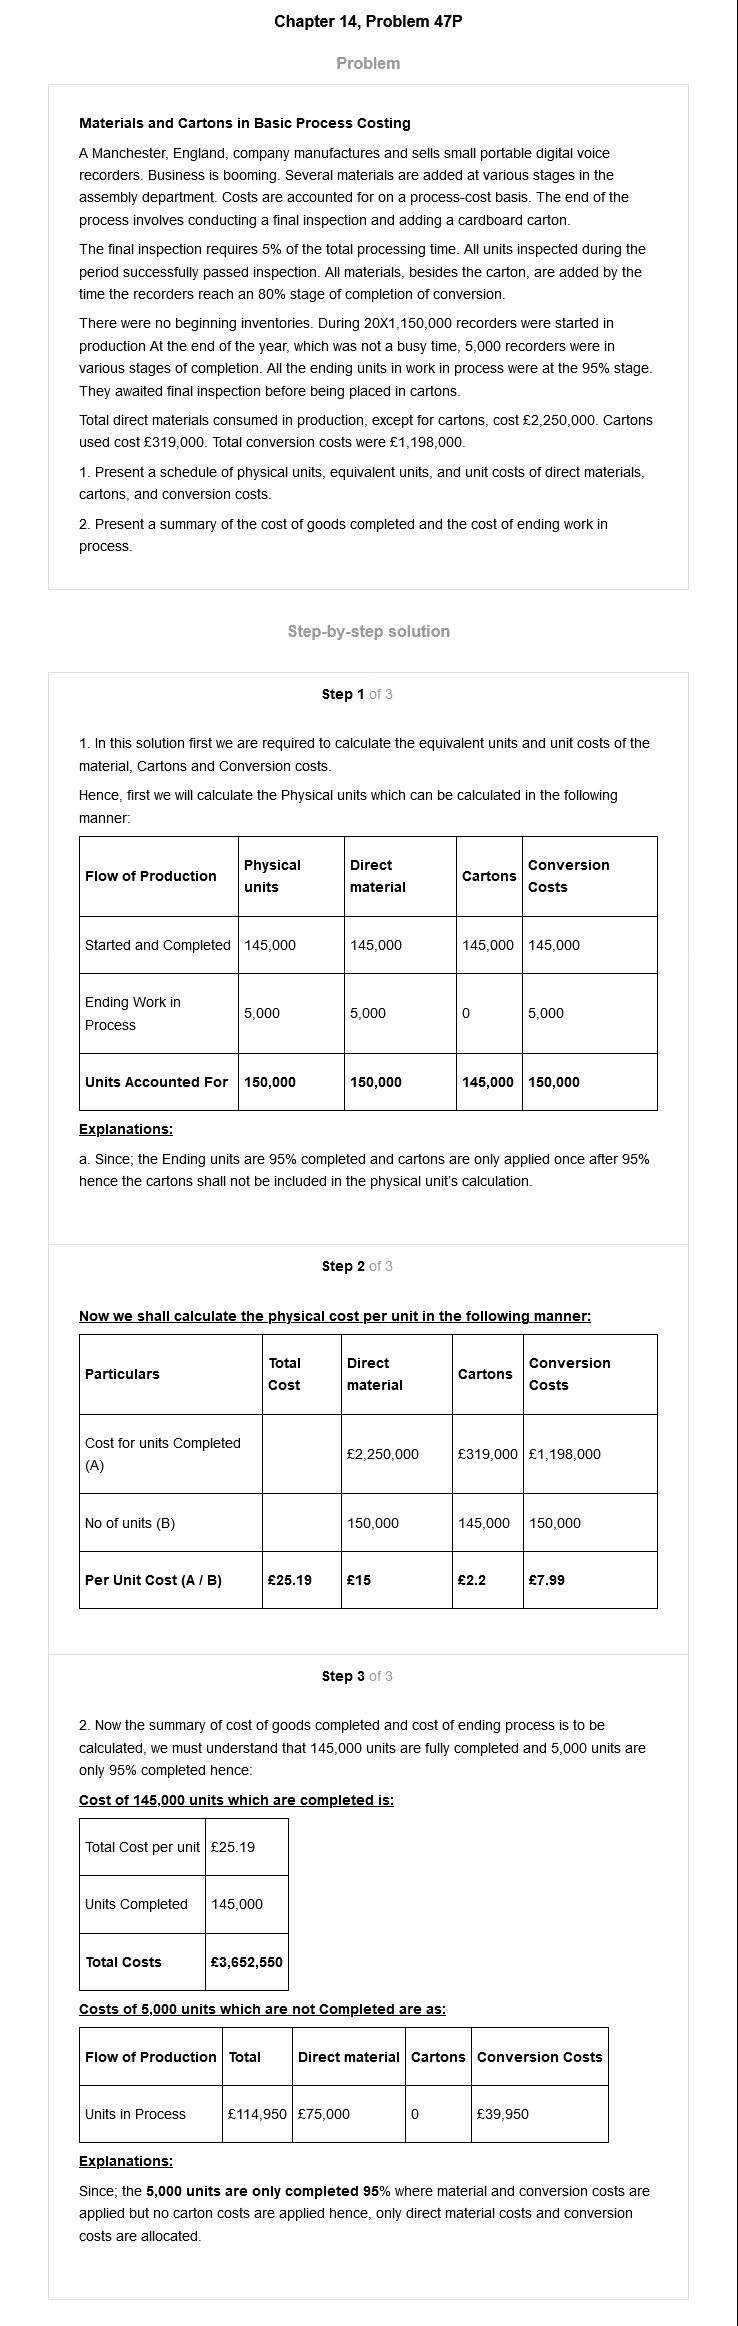 Chapter 14, Problem 47P
Problem
Materials and Cartons in Basic Process Costing
A Manchester, England, company manufactures and sells small portable digital voice
recorders. Business is booming. Several materials are added at various stages in the
assembly department. Costs are accounted for on a process-cost basis. The end of the
process involves conducting a final inspection and adding a cardboard carton.
The final inspection requires 5% of the total processing time. All units inspected during the
period successfully passed inspection. All materials, besides the carton, are added by the
time the recorders reach an 80% stage of completion of conversion.
There were no beginning inventories. During 20X1,150,000 recorders were started in
production At the end of the year, which was not a busy time, 5,000 recorders were in
various stages of completion. All the ending units in work in process were at the 95% stage.
They awaited final inspection before being placed in cartons.
Total direct materials consumed in production, except for cartons, cost £2,250,000. Cartons
used cost £319,000. Total conversion costs were £1,198,000.
1. Present a schedule of physical units, equivalent units, and unit costs of direct materials,
cartons, and conversion costs.
2. Present a summary of the cost of goods completed and the cost of ending work in
process.
Step-by-step solution
Step 1 of 3
1. In this solution first we are required to calculate the equivalent units and unit costs of the
material, Cartons and Conversion costs.
Hence, first we will calculate the Physical units which can be calculated in the following
manner:
Flow of Production Physical units Direct material Cartons Conversion Costs
Started and Completed 145,000 145,000 145,000 145,000
Ending Work in Process 5,000 5,000 0 5,000
Units Accounted For 150,000 150,000 145,000 150,000
Explanations:
a. Since; the Ending units are 95% completed and cartons are only applied once after 95%
hence the cartons shall not be included in the physical unit's calculation.
Step 2 of 3
Now we shall calculate the physical cost per unit in the following manner:
Particulars Total Cost Direct material Cartons Conversion Costs
Cost for units Completed (A) £2,250,000 £319,000 £1,198,000
No of units (B) 150,000 145,000 150,000
Per Unit Cost (A / B) £25.19 £15 £2.2 £7.99
Step 3 of 3
2. Now the summary of cost of goods completed and cost of ending process is to be
calculated, we must understand that 145,000 units are fully completed and 5,000 units are
only 95% completed hence:
Cost of 145,000 units which are completed is:
Total Cost per unit £25.19
Units Completed 145,000
Total Costs £3,652,550
Costs of 5,000 units which are not Completed are as:
Flow of Production Total Direct material Cartons Conversion Costs
Units in Process £114,950 £75,000 0 £39,950
Explanations:
Since; the 5,000 units are only completed 95% where material and conversion costs are
applied but no carton costs are applied hence, only direct material costs and conversion
costs are allocated.